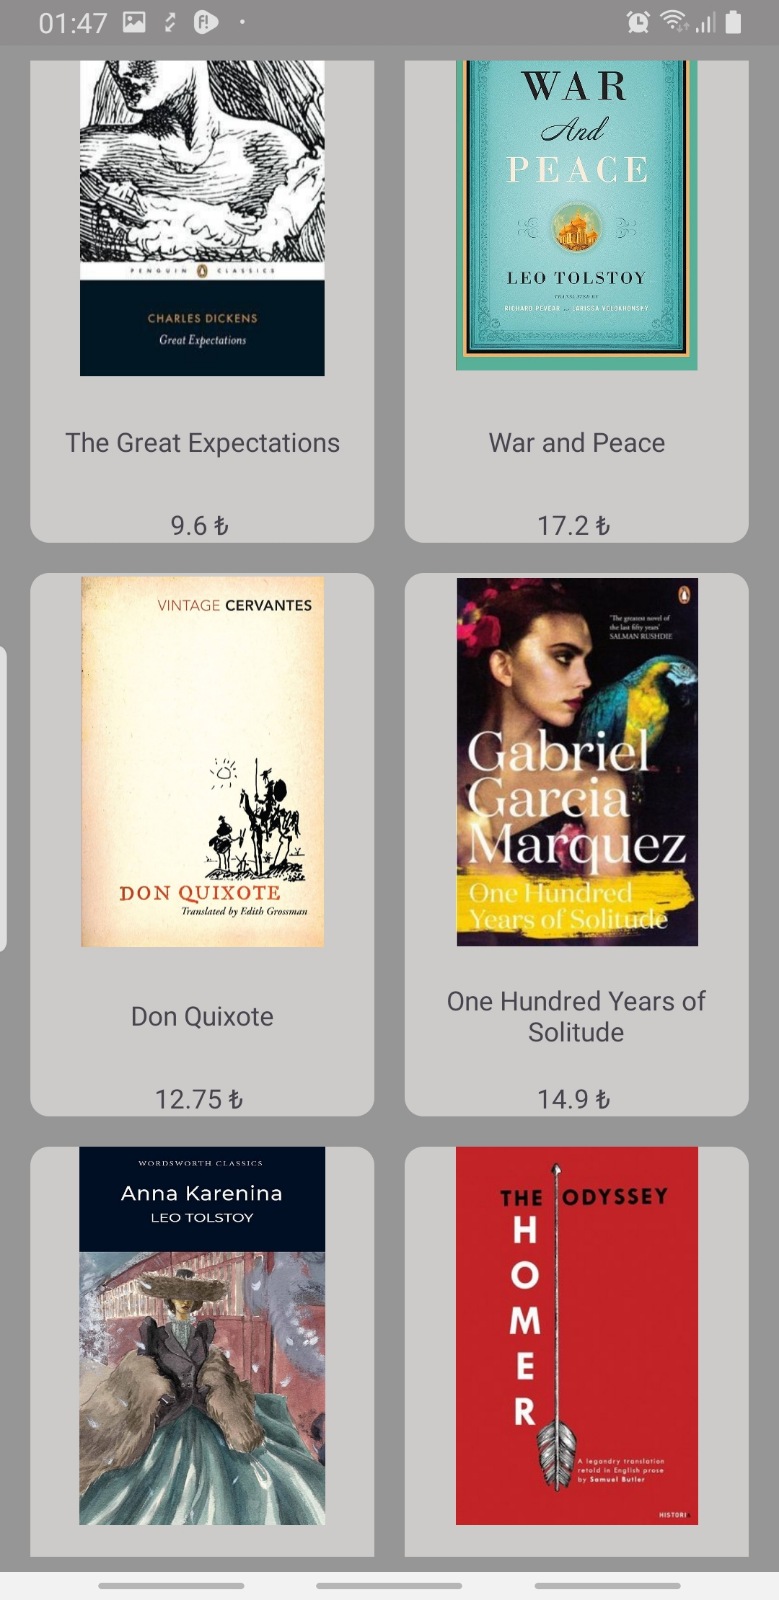 01:47
PENGUIN CLASSICS
CHARLES DICKENS
Great Expectations
The Great Expectations
9.6 ₺
WAR
And
PEACE
LEO TOLSTOY
TRANSLATED BY
RICHARD PEVEAR LARISSA VOLOKHONSKY
War and Peace
17.2 ₺
VINTAGE CERVANTES
DON QUIXOTE
Translated by Edith Grossman
Don Quixote
12.75 ₺
'The greatest novel of
the last fifty years'
SALMAN RUSHDIE
Gabriel
Garcia
Marquez
One Hundred
Years of Solitude
One Hundred Years of
Solitude
14.9 ₺
WORDSWORTH CLASSICS
Anna Karenina
LEO TOLSTOY
THE ODYSSEY
HOMER
A legandry translation
retold in English prose
by Samuel Butler
HISTORIA